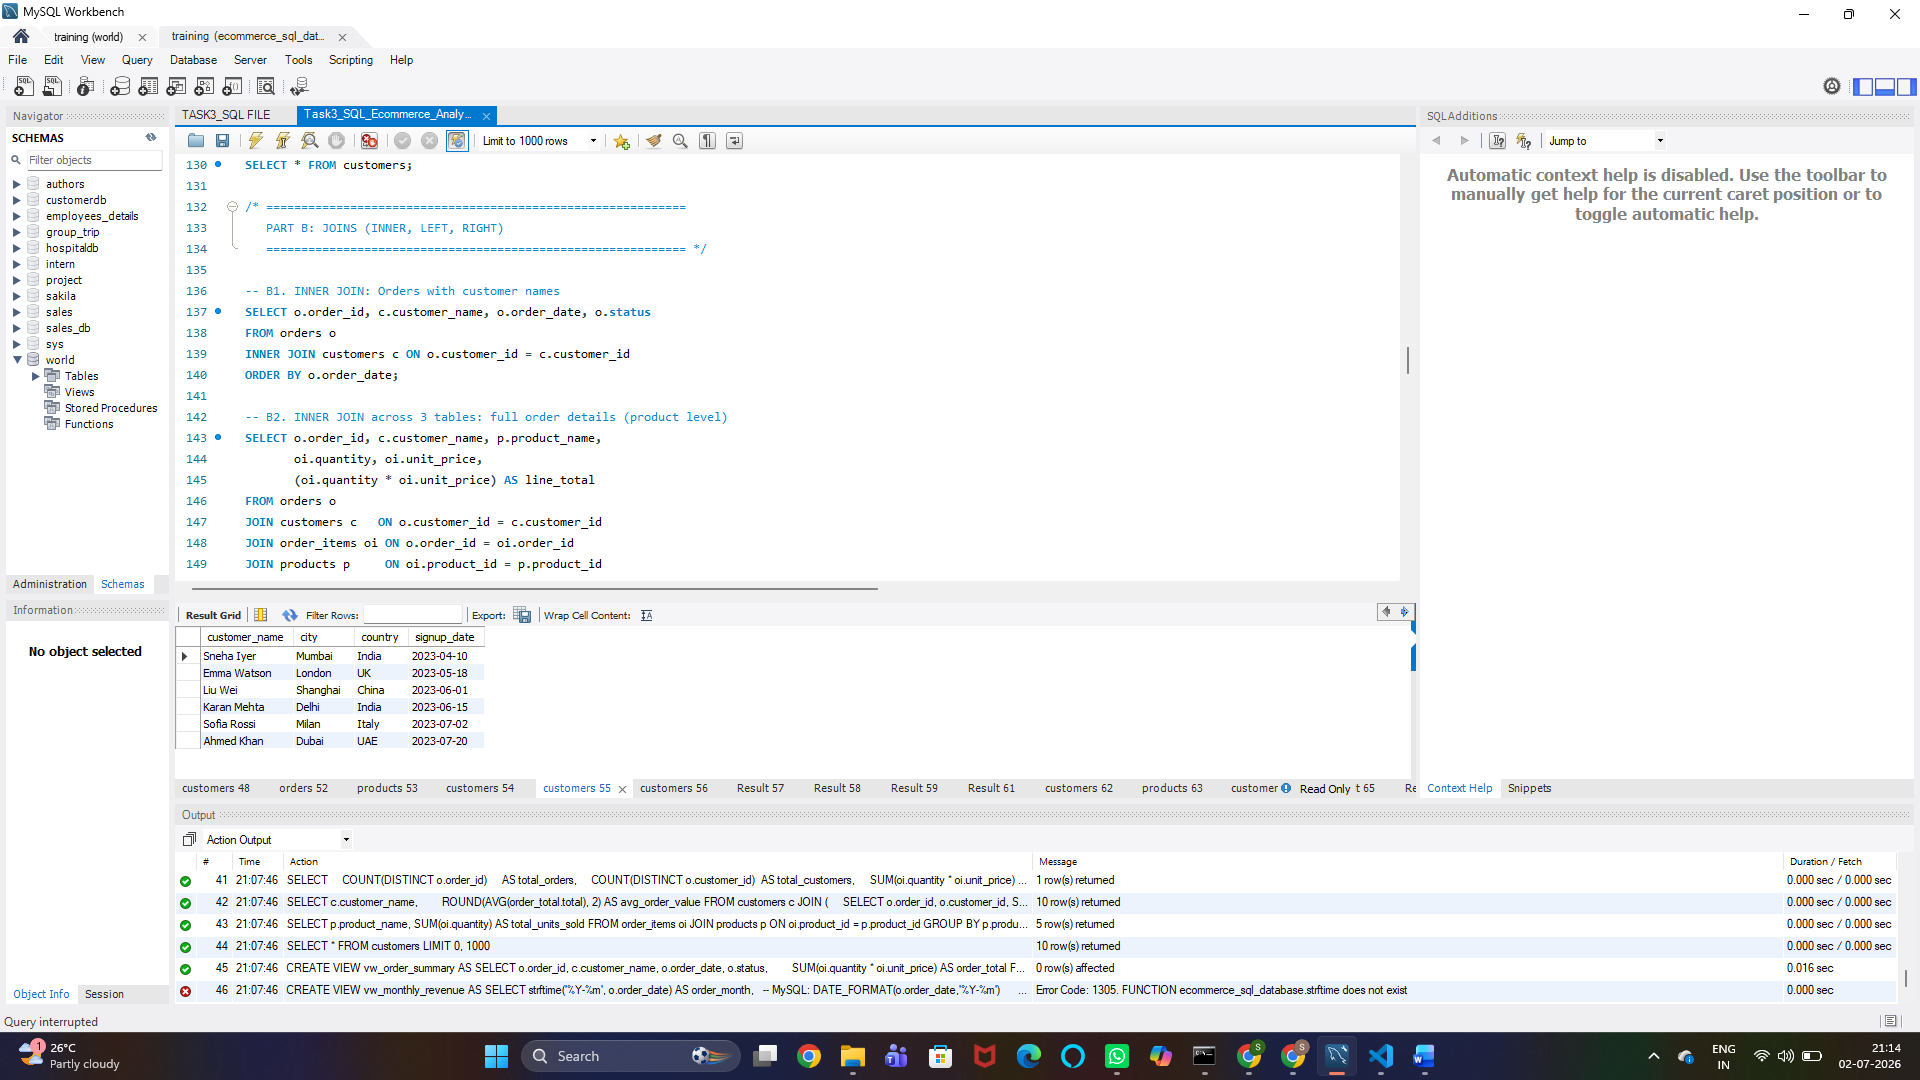 MySQL Workbench
training (world)
training (ecommerce_sql_dat...
File Edit View Query Database Server Tools Scripting Help
Navigator
SCHEMAS
Filter objects
authors
customerdb
employees_details
group_trip
hospitaldb
intern
project
sakila
sales
sales_db
sys
world
Tables
Views
Stored Procedures
Functions
Administration Schemas
Information
No object selected
Object Info Session
TASK3_SQL FILE
Task3_SQL_Ecommerce_Analy...
Limit to 1000 rows
130 SELECT * FROM customers;
131
132 /* ============================================================
133 PART B: JOINS (INNER, LEFT, RIGHT)
134 ============================================================ */
135
136 -- B1. INNER JOIN: Orders with customer names
137 SELECT o.order_id, c.customer_name, o.order_date, o.status
138 FROM orders o
139 INNER JOIN customers c ON o.customer_id = c.customer_id
140 ORDER BY o.order_date;
141
142 -- B2. INNER JOIN across 3 tables: full order details (product level)
143 SELECT o.order_id, c.customer_name, p.product_name,
144 oi.quantity, oi.unit_price,
145 (oi.quantity * oi.unit_price) AS line_total
146 FROM orders o
147 JOIN customers c ON o.customer_id = c.customer_id
148 JOIN order_items oi ON o.order_id = oi.order_id
149 JOIN products p ON oi.product_id = p.product_id
Result Grid Filter Rows: Export: Wrap Cell Content:
customer_name city country signup_date
Sneha Iyer Mumbai India 2023-04-10
Emma Watson London UK 2023-05-18
Liu Wei Shanghai China 2023-06-01
Karan Mehta Delhi India 2023-06-15
Sofia Rossi Milan Italy 2023-07-02
Ahmed Khan Dubai UAE 2023-07-20
customers 48 orders 52 products 53 customers 54 customers 55 customers 56 Result 57 Result 58 Result 59 Result 61 customers 62 products 63 customer Read Only t 65 Re
Output
Action Output
# Time Action Message Duration / Fetch
41 21:07:46 SELECT COUNT(DISTINCT o.order_id) AS total_orders, COUNT(DISTINCT o.customer_id) AS total_customers, SUM(oi.quantity * oi.unit_price) ... 1 row(s) returned 0.000 sec / 0.000 sec
42 21:07:46 SELECT c.customer_name, ROUND(AVG(order_total.total), 2) AS avg_order_value FROM customers c JOIN ( SELECT o.order_id, o.customer_id, S... 10 row(s) returned 0.000 sec / 0.000 sec
43 21:07:46 SELECT p.product_name, SUM(oi.quantity) AS total_units_sold FROM order_items oi JOIN products p ON oi.product_id = p.product_id GROUP BY p.produ... 5 row(s) returned 0.000 sec / 0.000 sec
44 21:07:46 SELECT * FROM customers LIMIT 0, 1000 10 row(s) returned 0.000 sec / 0.000 sec
45 21:07:46 CREATE VIEW vw_order_summary AS SELECT o.order_id, c.customer_name, o.order_date, o.status, SUM(oi.quantity * oi.unit_price) AS order_total F... 0 row(s) affected 0.016 sec
46 21:07:46 CREATE VIEW vw_monthly_revenue AS SELECT strftime('%Y-%m', o.order_date) AS order_month, -- MySQL: DATE_FORMAT(o.order_date,'%Y-%m') ... Error Code: 1305. FUNCTION ecommerce_sql_database.strftime does not exist 0.000 sec
SQLAdditions
Jump to
Automatic context help is disabled. Use the toolbar to
manually get help for the current caret position or to
toggle automatic help.
Context Help Snippets
Query interrupted
1
26°C
Partly cloudy
Search
S
S
ENG
IN
21:14
02-07-2026